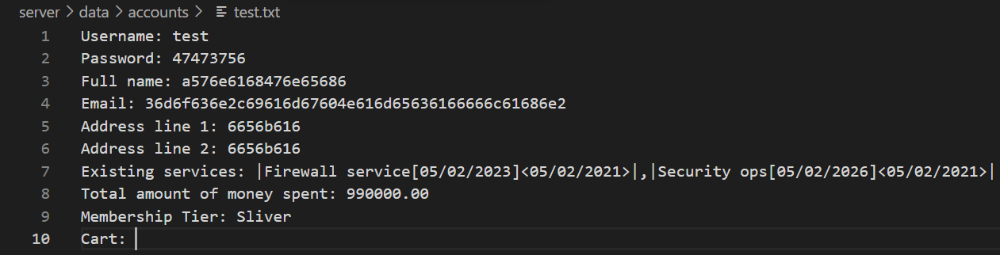 server > data > accounts > test.txt
1 Username: test
2 Password: 47473756
3 Full name: a576e6168476e65686
4 Email: 36d6f636e2c69616d67604e616d65636166666c61686e2
5 Address line 1: 6656b616
6 Address line 2: 6656b616
7 Existing services: |Firewall service[05/02/2023]<05/02/2021>|,|Security ops[05/02/2026]<05/02/2021>|
8 Total amount of money spent: 990000.00
9 Membership Tier: Sliver
10 Cart: